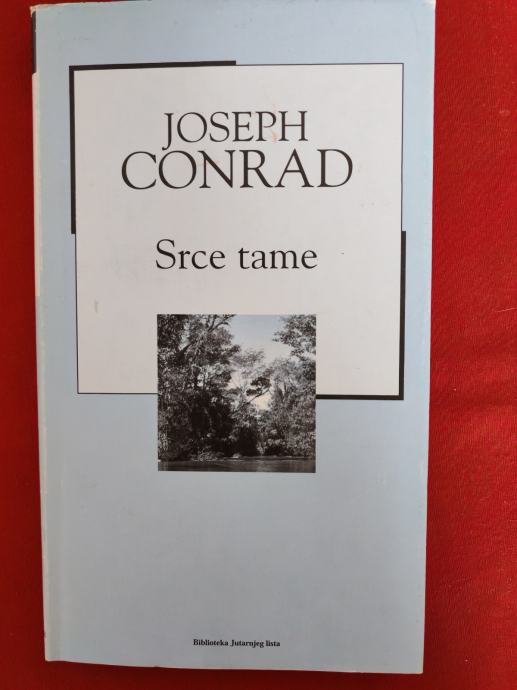 JOSEPH
CONRAD
Srce tame
Biblioteka Jutarnjeg lista